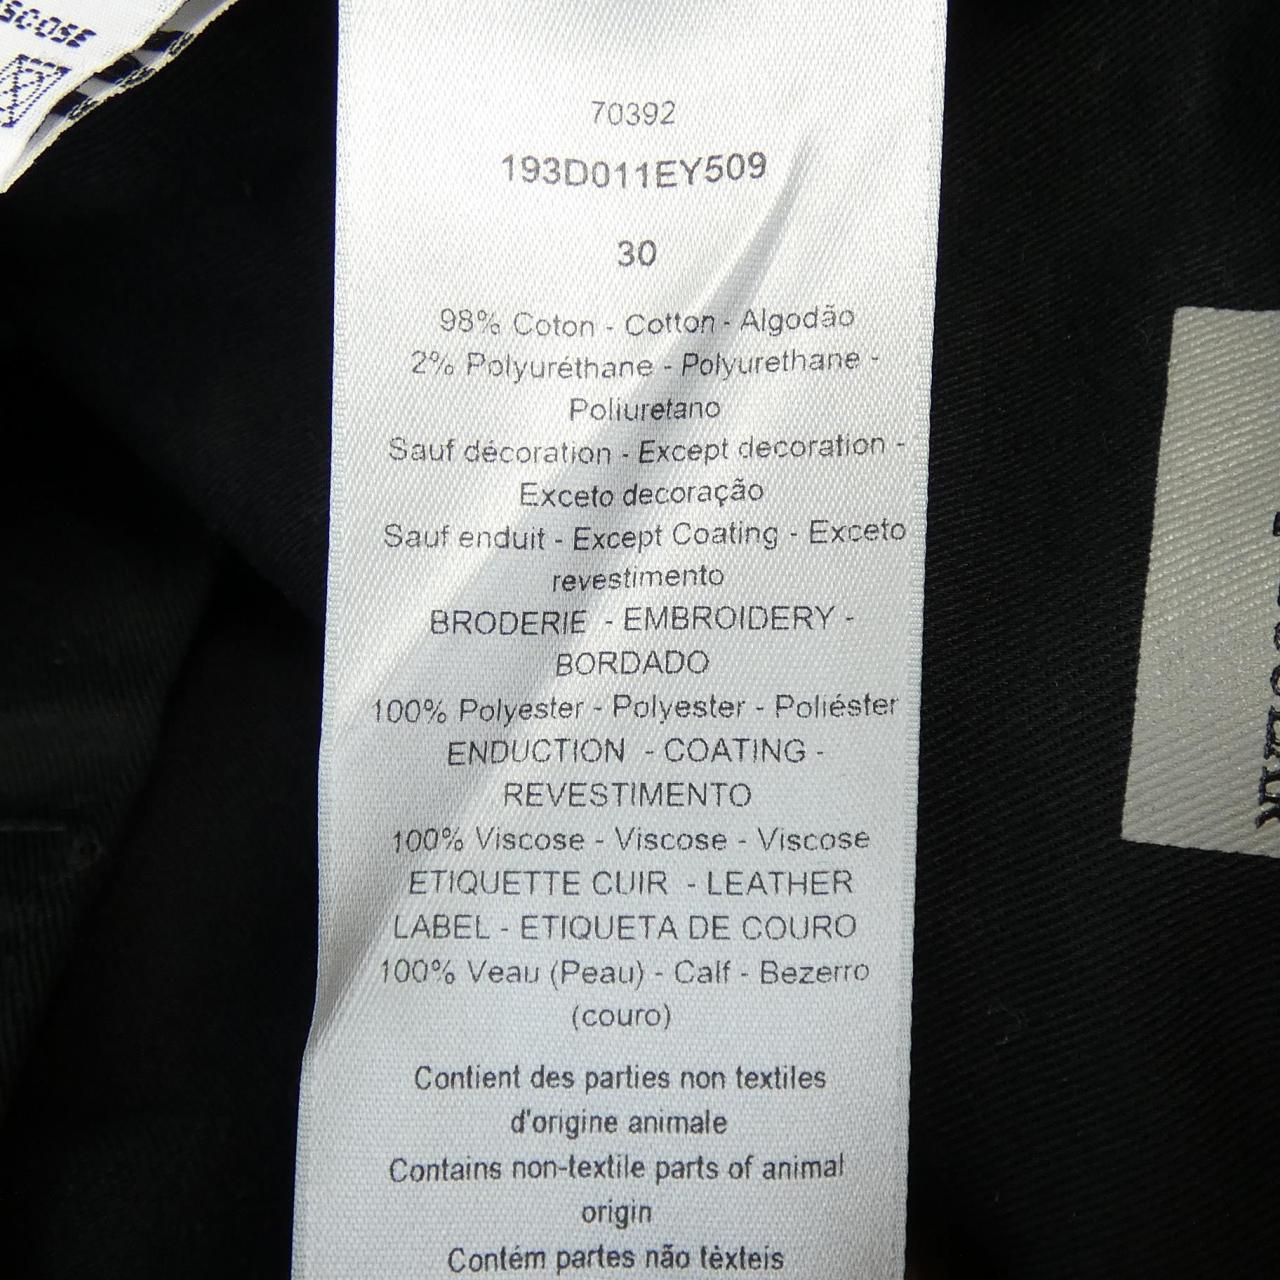 70392
193D011EY509
30
98% Coton - Cotton - Algodão
2% Polyuréthane - Polyurethane -
Poliuretano
Sauf décoration - Except decoration -
Exceto decoração
Sauf enduit - Except Coating - Exceto
revestimento
BRODERIE - EMBROIDERY -
BORDADO
100% Polyester - Polyester - Poliéster
ENDUCTION - COATING -
REVESTIMENTO
100% Viscose - Viscose - Viscose
ETIQUETTE CUIR - LEATHER
LABEL - ETIQUETA DE COURO
100% Veau (Peau) - Calf - Bezerro
(couro)
Contient des parties non textiles
d'origine animale
Contains non-textile parts of animal
origin
Contém partes não tèxteis